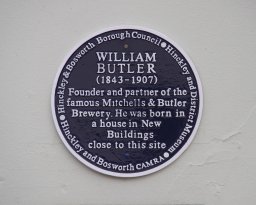 Hinckley & Bosworth Borough Council
Hinckley and District Museum
Hinckley and Bosworth CAMRA
WILLIAM
BUTLER
(1843-1907)
Founder and partner of the
famous Mitchells & Butler
Brewery. He was born in
a house in New
Buildings
close to this site